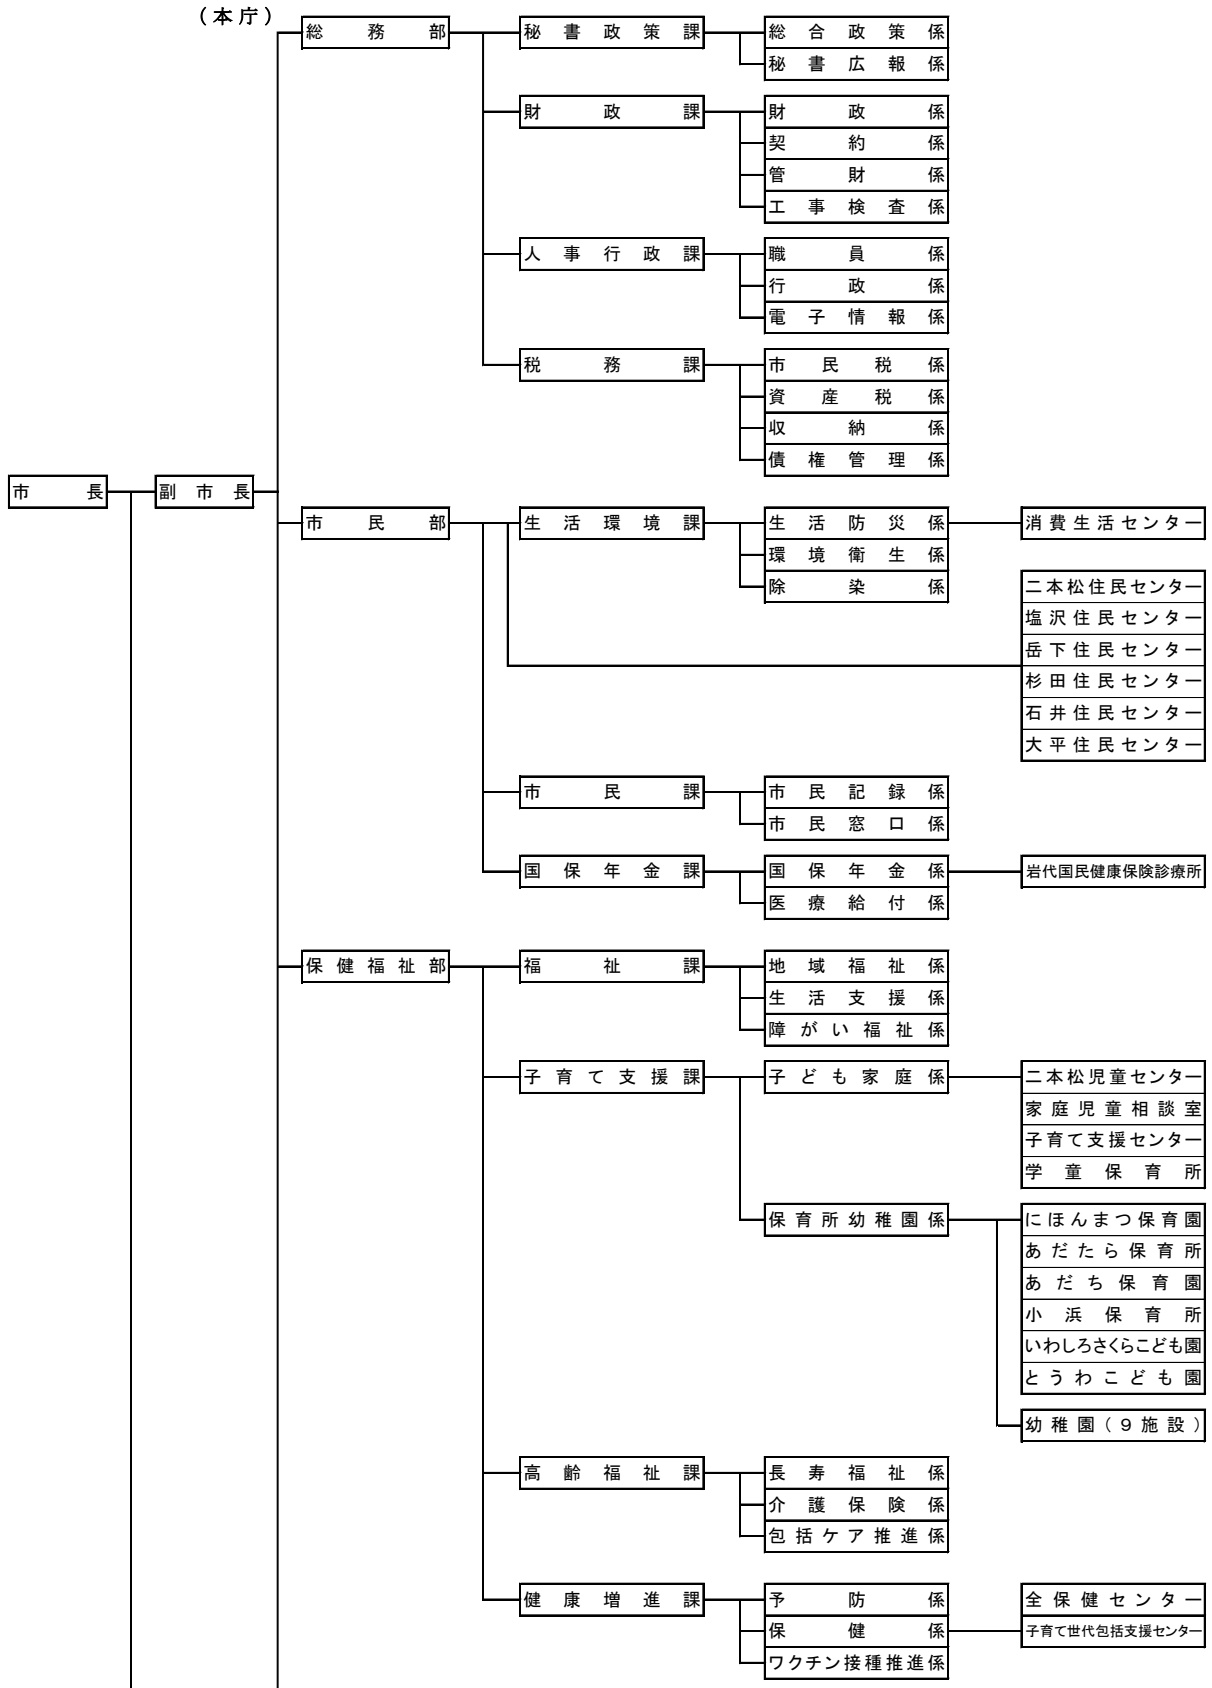 (本庁)
総務部 秘書政策課 総合政策係
秘書広報係
財政課 財政係
契約係
管財係
工事検査係
人事行政課 職員係
行政係
電子情報係
税務課 市民税係
資産税係
収納係
債権管理係
市長 副市長
市民部 生活環境課 生活防災係 消費生活センター
環境衛生係
除染係
二本松住民センター
塩沢住民センター
岳下住民センター
杉田住民センター
石井住民センター
大平住民センター
市民課 市民記録係
市民窓口係
国保年金課 国保年金係 岩代国民健康保険診療所
医療給付係
保健福祉部 福祉課 地域福祉係
生活支援係
障がい福祉係
子育て支援課 子ども家庭係 二本松児童センター
家庭児童相談室
子育て支援センター
学童保育所
保育所幼稚園係 にほんまつ保育園
あだたら保育所
あだち保育園
小浜保育所
いわしろさくらこども園
とうわこども園
幼稚園(9施設)
高齢福祉課 長寿福祉係
介護保険係
包括ケア推進係
健康増進課 予防係 全保健センター
保健係 子育て世代包括支援センター
ワクチン接種推進係